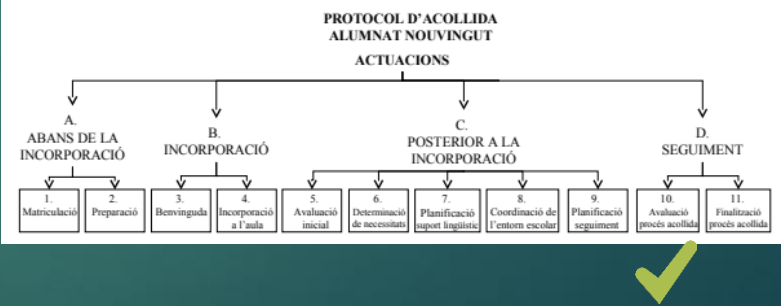 PROTOCOL D'ACOLLIDA
ALUMNAT NOUVINGUT
ACTUACIONS
A.
ABANS DE LA
INCORPORACIÓ
B.
INCORPORACIÓ
C.
POSTERIOR A LA
INCORPORACIÓ
D.
SEGUIMENT
1.
Matriculació
2.
Preparació
3.
Benvinguda
4.
Incorporació
a l'aula
5.
Avaluació
inicial
6.
Determinació
de necessitats
7.
Planificació
suport lingüístic
8.
Coordinació de
l'entorn escolar
9.
Planificació
seguiment
10.
Avaluació
procés acollida
11.
Finalització
procés acollida